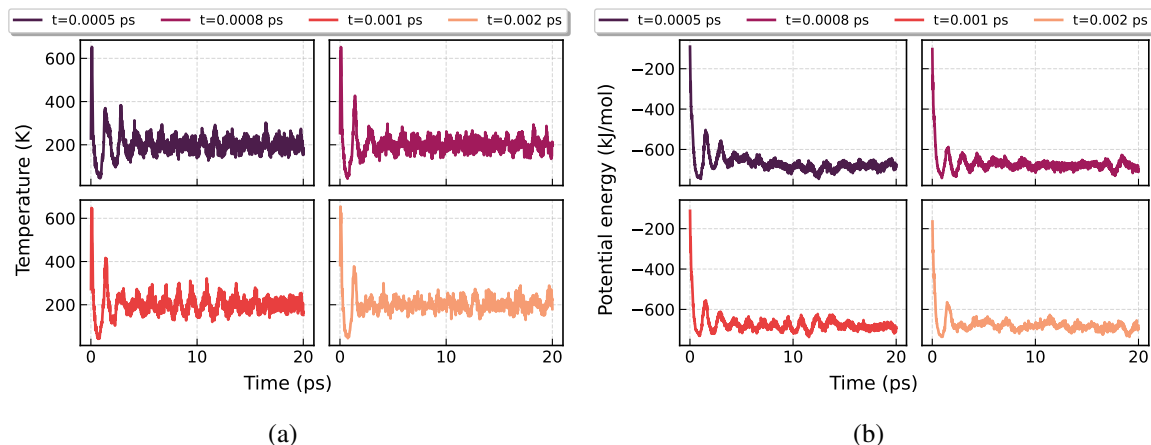 t=0.0005 ps t=0.0008 ps t=0.001 ps t=0.002 ps
600
400
200
600
400
200
Temperature (K)
0 10 20 0 10 20
Time (ps)
(a)
t=0.0005 ps t=0.0008 ps t=0.001 ps t=0.002 ps
−200
−400
−600
−200
−400
−600
Potential energy (kJ/mol)
0 10 20 0 10 20
Time (ps)
(b)